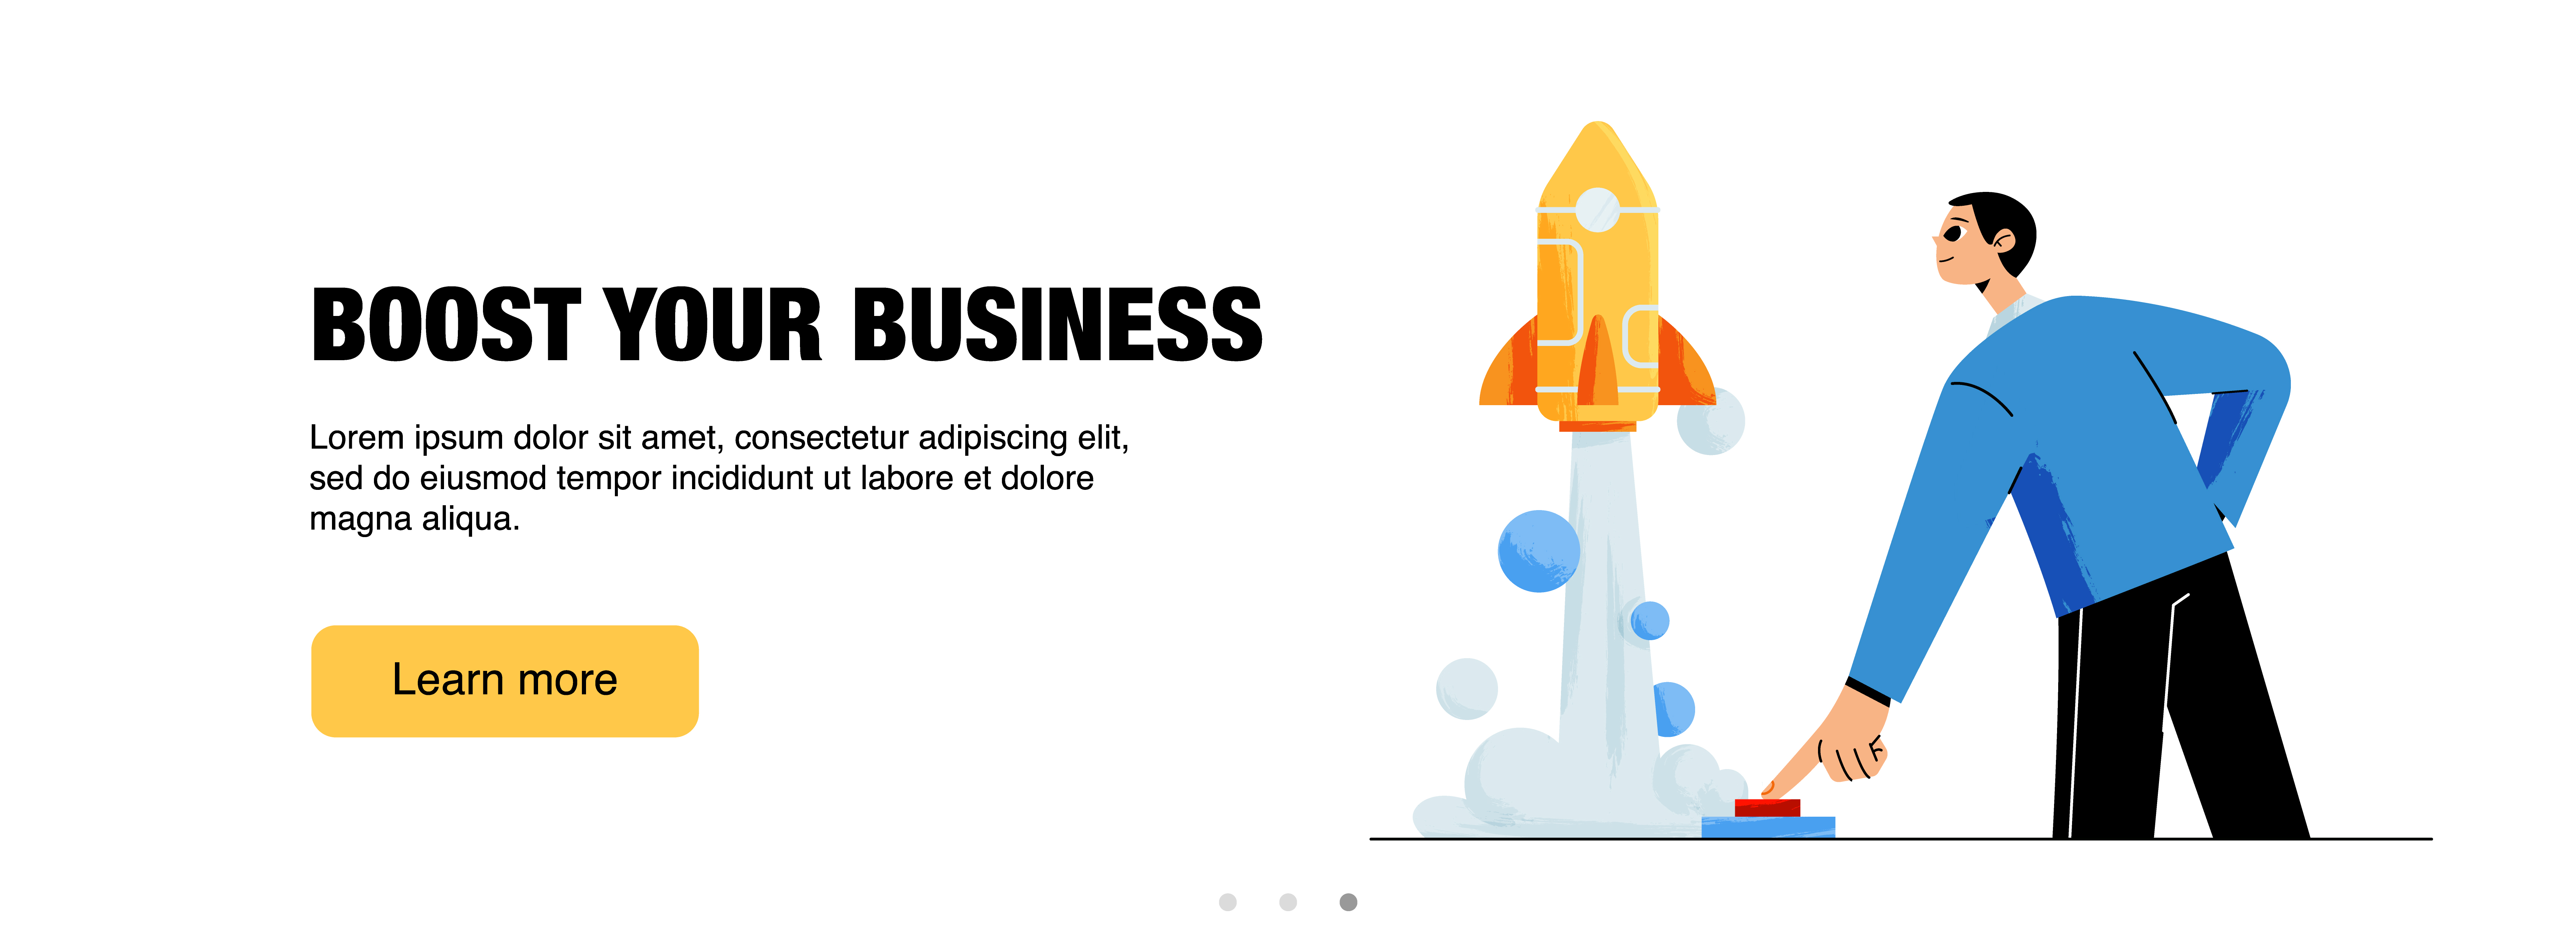 BOOST YOUR BUSINESS
Lorem ipsum dolor sit amet, consectetur adipiscing elit,
sed do eiusmod tempor incididunt ut labore et dolore
magna aliqua.
Learn more